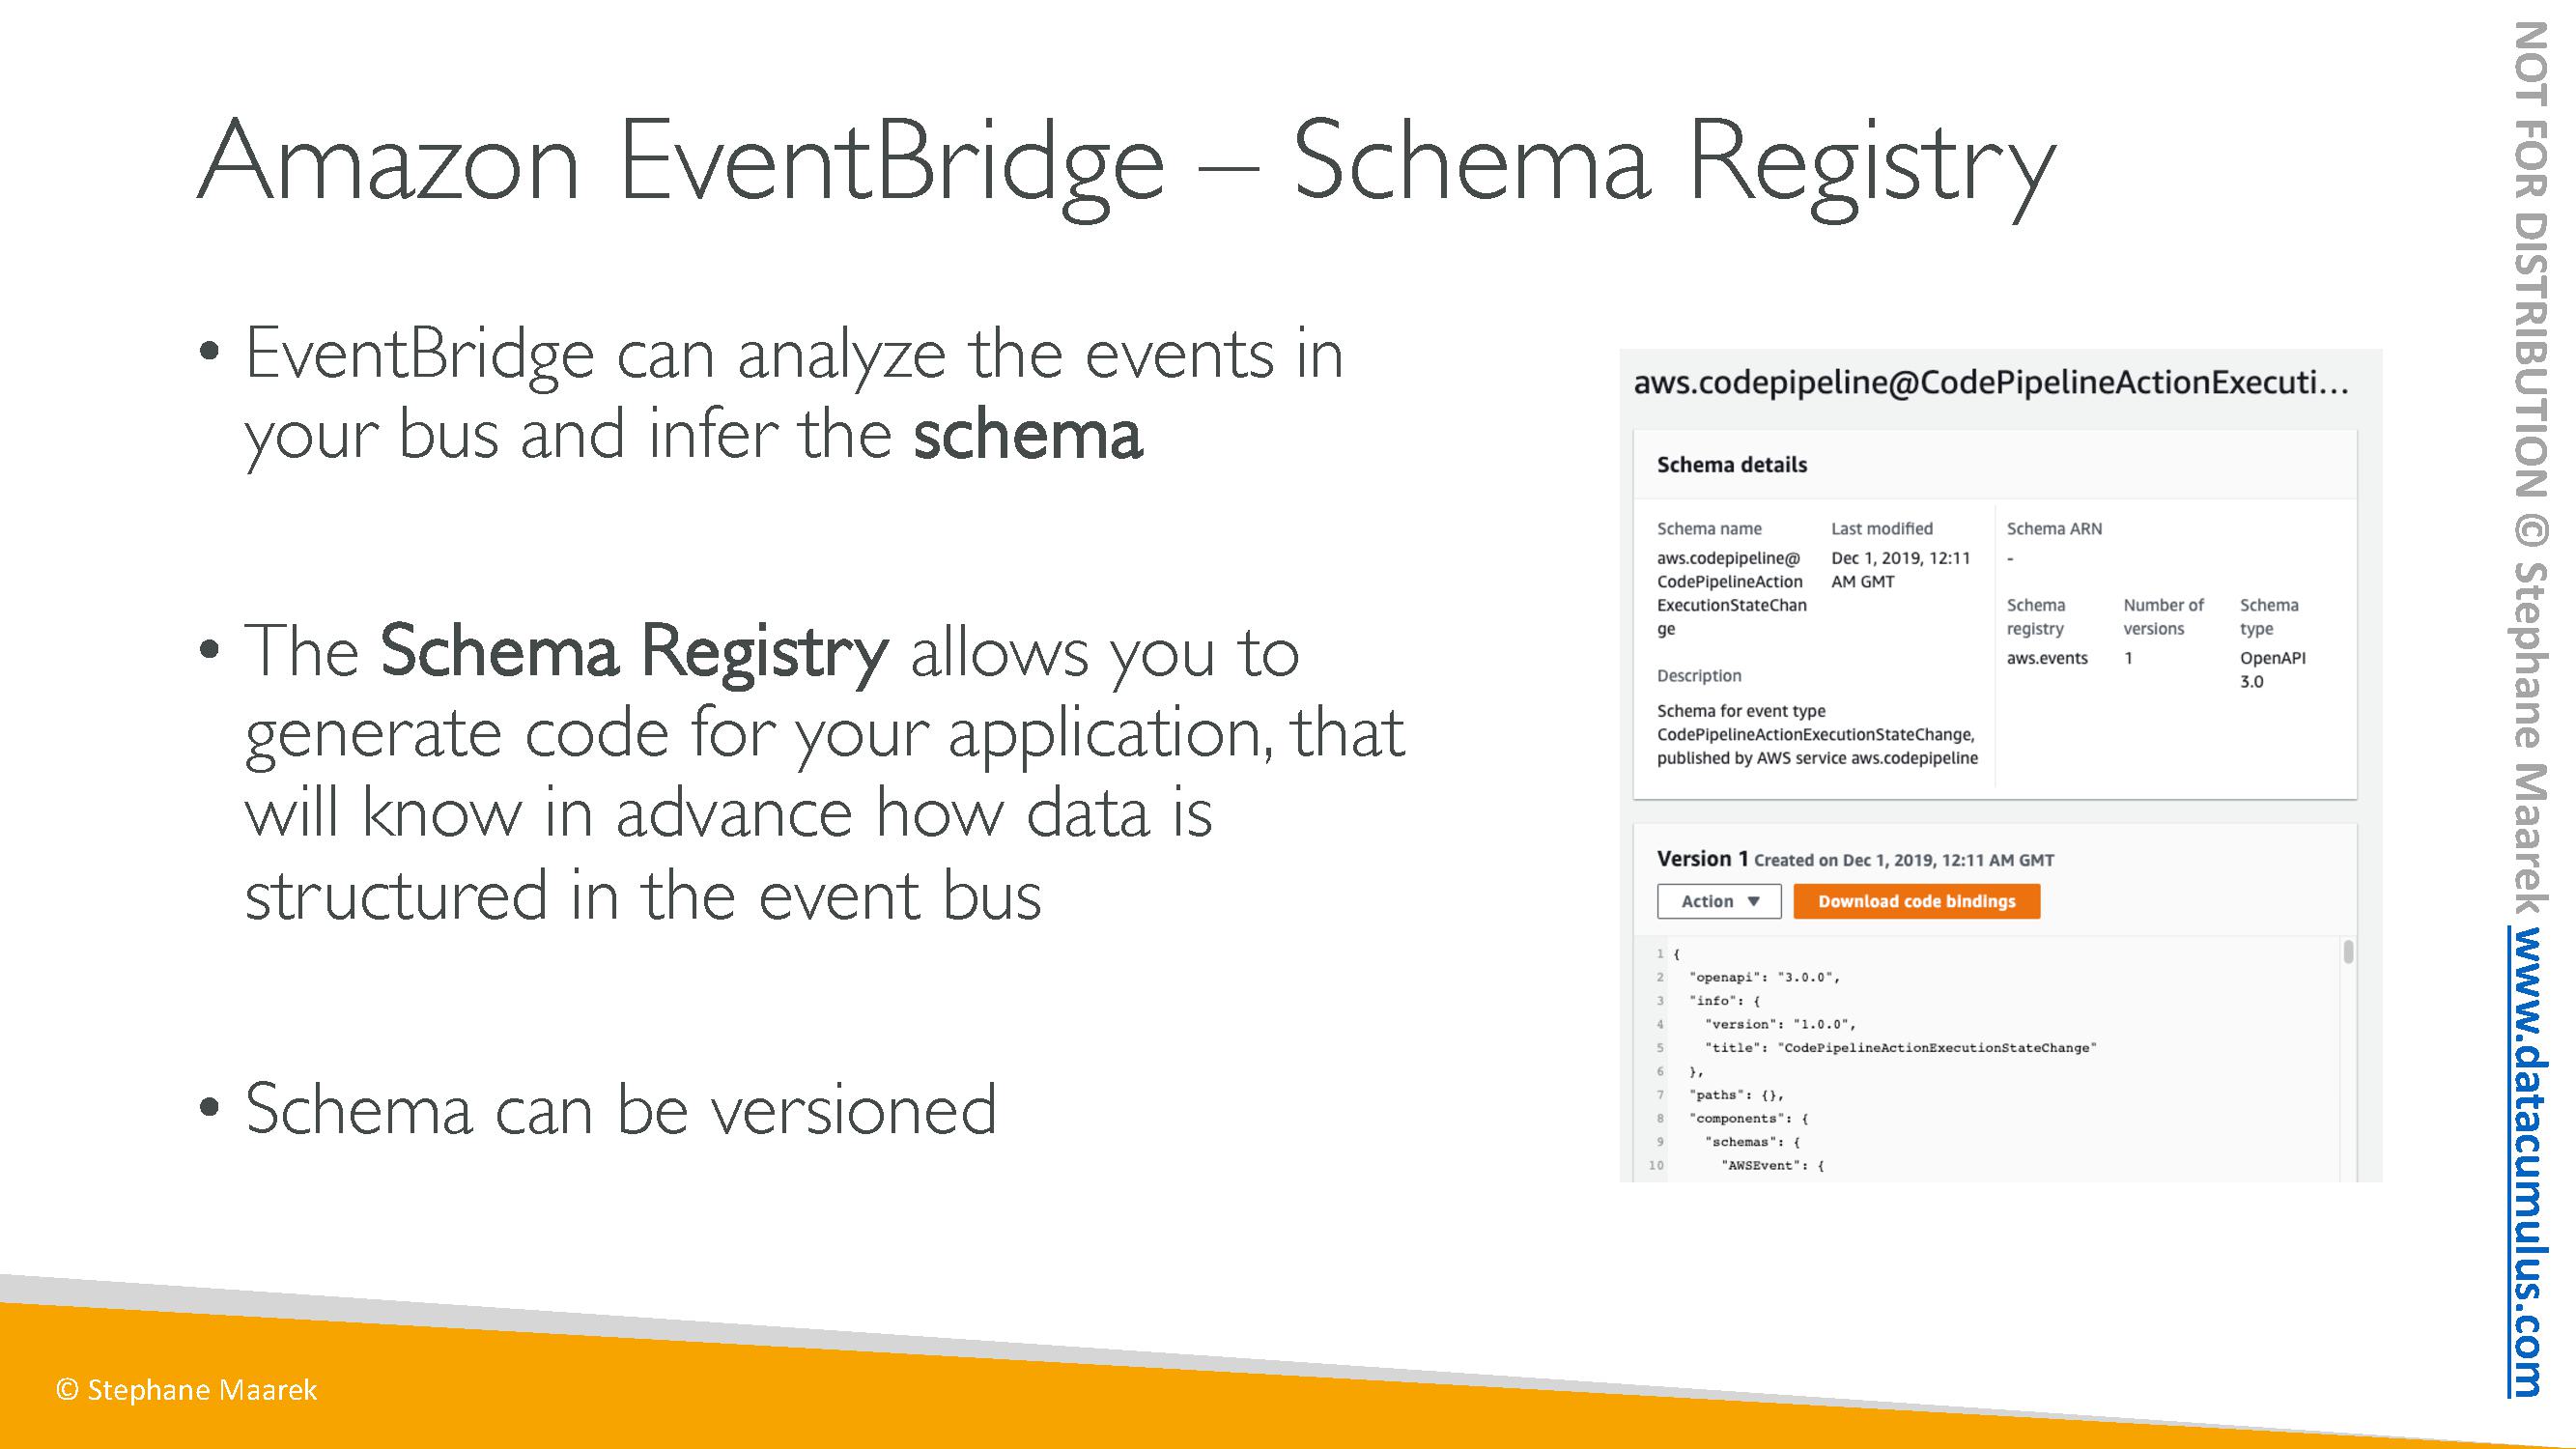 Amazon EventBridge – Schema Registry
• EventBridge can analyze the events in
your bus and infer the schema
• The Schema Registry allows you to
generate code for your application, that
will know in advance how data is
structured in the event bus
• Schema can be versioned
aws.codepipeline@CodePipelineActionExecuti...
Schema details
Schema name
aws.codepipeline@
CodePipelineAction
ExecutionStateChan
ge
Last modified
Dec 1, 2019, 12:11
AM GMT
Description
Schema for event type
CodePipelineActionExecutionStateChange,
published by AWS service aws.codepipeline
Schema ARN
-
Schema
registry
aws.events
Number of
versions
1
Schema
type
OpenAPI
3.0
Version 1 Created on Dec 1, 2019, 12:11 AM GMT
Action ▼ Download code bindings
1 {
2 "openapi": "3.0.0",
3 "info": {
4 "version": "1.0.0",
5 "title": "CodePipelineActionExecutionStateChange"
6 },
7 "paths": {},
8 "components": {
9 "schemas": {
10 "AWSEvent": {
© Stephane Maarek
NOT FOR DISTRIBUTION © Stephane Maarek www.datacumulus.com